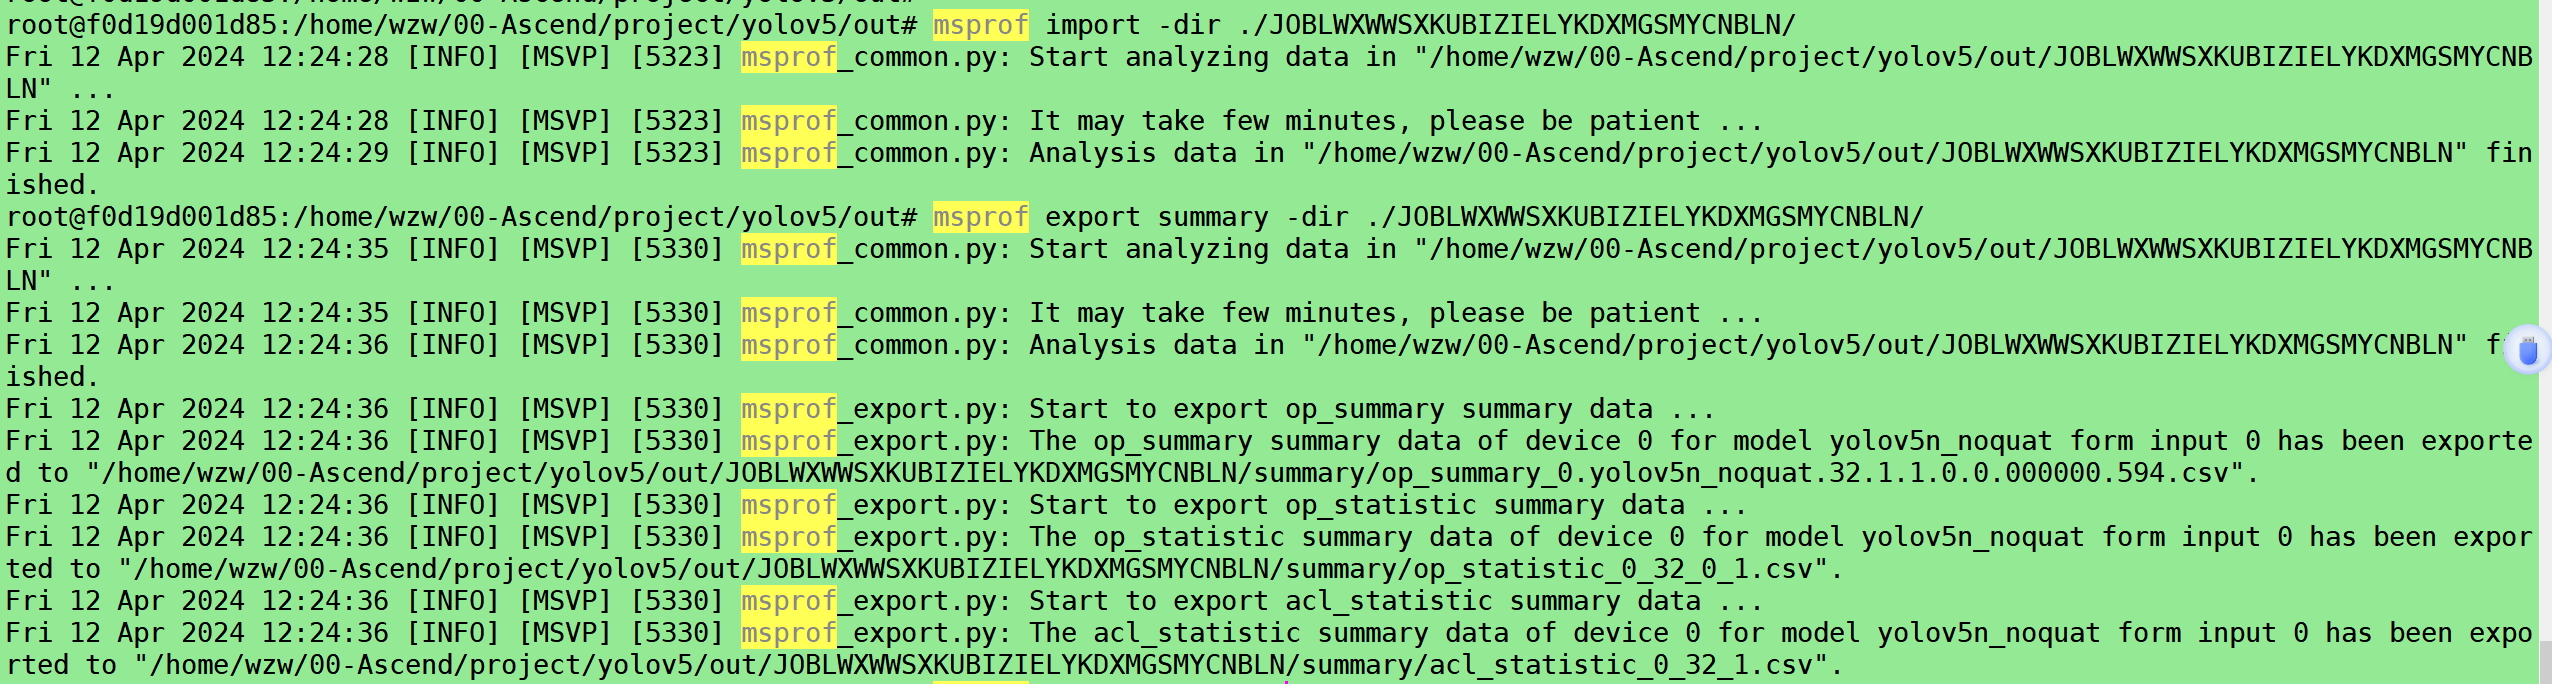 root@f0d19d001d85:/home/wzw/00-Ascend/project/yolov5/out# msprof import -dir ./JOBLWXWWSXKUBIZIELYKDXMGSMYCNBLN/
Fri 12 Apr 2024 12:24:28 [INFO] [MSVP] [5323] msprof_common.py: Start analyzing data in "/home/wzw/00-Ascend/project/yolov5/out/JOBLWXWWSXKUBIZIELYKDXMGSMYCNB
LN" ...
Fri 12 Apr 2024 12:24:28 [INFO] [MSVP] [5323] msprof_common.py: It may take few minutes, please be patient ...
Fri 12 Apr 2024 12:24:29 [INFO] [MSVP] [5323] msprof_common.py: Analysis data in "/home/wzw/00-Ascend/project/yolov5/out/JOBLWXWWSXKUBIZIELYKDXMGSMYCNBLN" fin
ished.
root@f0d19d001d85:/home/wzw/00-Ascend/project/yolov5/out# msprof export summary -dir ./JOBLWXWWSXKUBIZIELYKDXMGSMYCNBLN/
Fri 12 Apr 2024 12:24:35 [INFO] [MSVP] [5330] msprof_common.py: Start analyzing data in "/home/wzw/00-Ascend/project/yolov5/out/JOBLWXWWSXKUBIZIELYKDXMGSMYCNB
LN" ...
Fri 12 Apr 2024 12:24:35 [INFO] [MSVP] [5330] msprof_common.py: It may take few minutes, please be patient ...
Fri 12 Apr 2024 12:24:36 [INFO] [MSVP] [5330] msprof_common.py: Analysis data in "/home/wzw/00-Ascend/project/yolov5/out/JOBLWXWWSXKUBIZIELYKDXMGSMYCNBLN"
ished.
Fri 12 Apr 2024 12:24:36 [INFO] [MSVP] [5330] msprof_export.py: Start to export op_summary summary data ...
Fri 12 Apr 2024 12:24:36 [INFO] [MSVP] [5330] msprof_export.py: The op_summary summary data of device 0 for model yolov5n_noquat form input 0 has been exporte
d to "/home/wzw/00-Ascend/project/yolov5/out/JOBLWXWWSXKUBIZIELYKDXMGSMYCNBLN/summary/op_summary_0.yolov5n_noquat.32.1.1.0.0.000000.594.csv".
Fri 12 Apr 2024 12:24:36 [INFO] [MSVP] [5330] msprof_export.py: Start to export op_statistic summary data ...
Fri 12 Apr 2024 12:24:36 [INFO] [MSVP] [5330] msprof_export.py: The op_statistic summary data of device 0 for model yolov5n_noquat form input 0 has been expor
ted to "/home/wzw/00-Ascend/project/yolov5/out/JOBLWXWWSXKUBIZIELYKDXMGSMYCNBLN/summary/op_statistic_0_32_0_1.csv".
Fri 12 Apr 2024 12:24:36 [INFO] [MSVP] [5330] msprof_export.py: Start to export acl_statistic summary data ...
Fri 12 Apr 2024 12:24:36 [INFO] [MSVP] [5330] msprof_export.py: The acl_statistic summary data of device 0 for model yolov5n_noquat form input 0 has been expo
rted to "/home/wzw/00-Ascend/project/yolov5/out/JOBLWXWWSXKUBIZIELYKDXMGSMYCNBLN/summary/acl_statistic_0_32_1.csv".